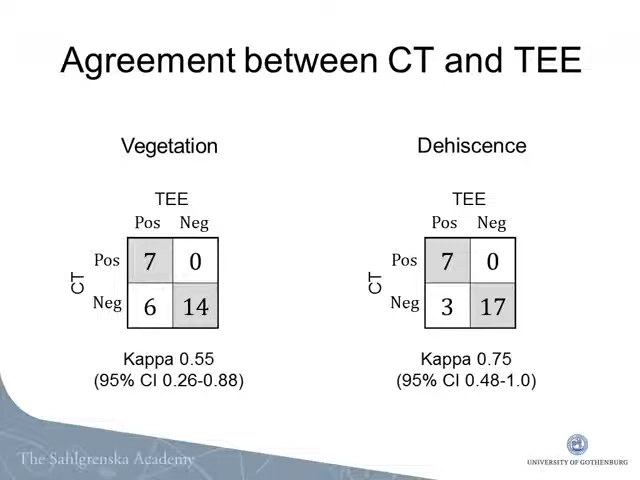 Agreement between CT and TEE
Vegetation
TEE
Pos Neg
CT
Pos 7 0
Neg 6 14
Kappa 0.55
(95% CI 0.26-0.88)
Dehiscence
TEE
Pos Neg
CT
Pos 7 0
Neg 3 17
Kappa 0.75
(95% CI 0.48-1.0)
The Sahlgrenska Academy
UNIVERSITY OF GOTHENBURG